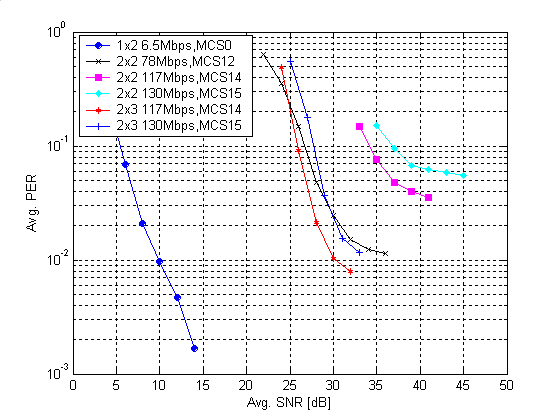 10^0
1x2 6.5Mbps,MCS0
2x2 78Mbps,MCS12
2x2 117Mbps,MCS14
2x2 130Mbps,MCS15
2x3 117Mbps,MCS14
2x3 130Mbps,MCS15
10^-1
Avg. PER
10^-2
10^-3
0 5 10 15 20 25 30 35 40 45 50
Avg. SNR [dB]